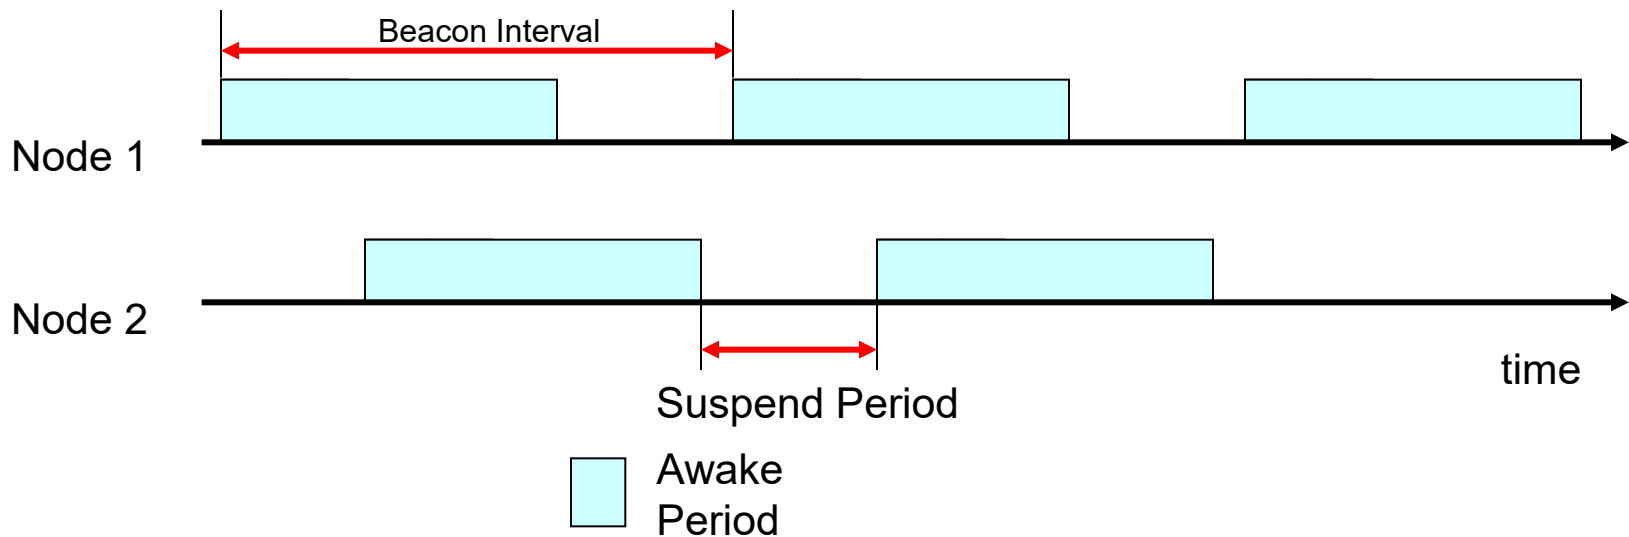 Beacon Interval
Node 1
Node 2
time
Suspend Period
Awake
Period